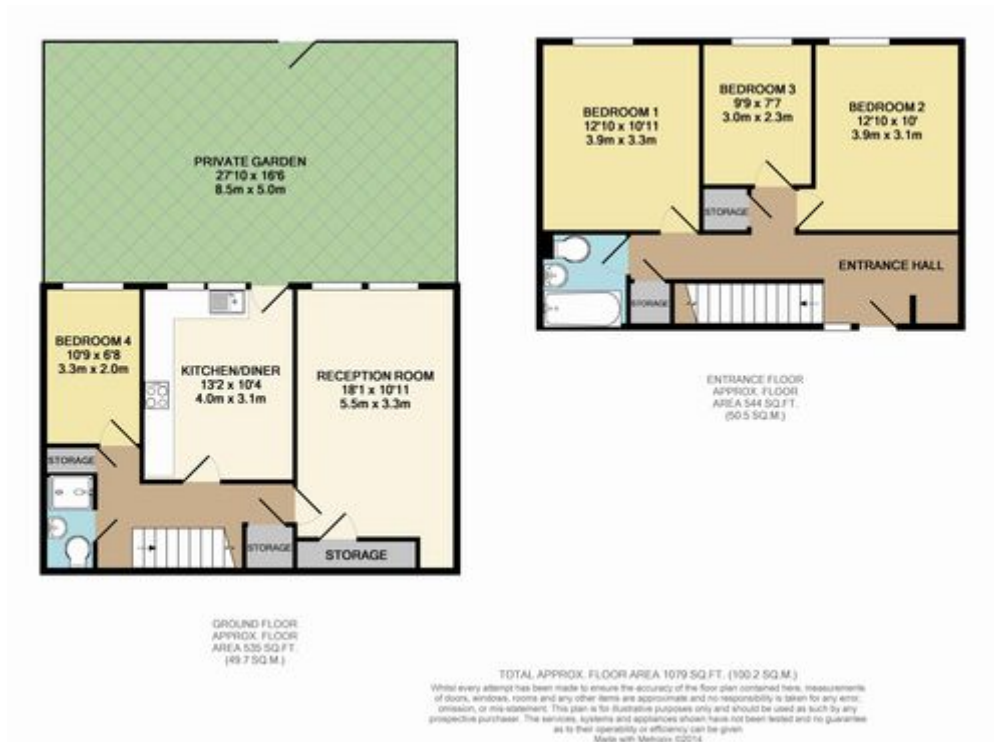 PRIVATE GARDEN
27'10 x 16'6
8.5m x 5.0m
BEDROOM 4
10'9 x 6'8
3.3m x 2.0m
KITCHEN/DINER
13'2 x 10'4
4.0m x 3.1m
RECEPTION ROOM
18'1 x 10'11
5.5m x 3.3m
STORAGE
STORAGE
STORAGE
GROUND FLOOR
APPROX. FLOOR
AREA 535 SQ.FT.
(49.7 SQ.M.)
BEDROOM 1
12'10 x 10'11
3.9m x 3.3m
BEDROOM 3
9'9 x 7'7
3.0m x 2.3m
BEDROOM 2
12'10 x 10'
3.9m x 3.1m
STORAGE
ENTRANCE HALL
STORAGE
ENTRANCE FLOOR
APPROX. FLOOR
AREA 544 SQ.FT.
(50.5 SQ.M.)
TOTAL APPROX. FLOOR AREA 1079 SQ.FT. (100.2 SQ.M.)
Whilst every attempt has been made to ensure the accuracy of the floor plan contained here, measurements
of doors, windows, rooms and any other items are approximate and no responsibility is taken for any error,
omission, or mis-statement. This plan is for illustrative purposes only and should be used as such by any
prospective purchaser. The services, systems and appliances shown have not been tested and no guarantee
as to their operability or efficiency can be given
Made with Metropix ©2014